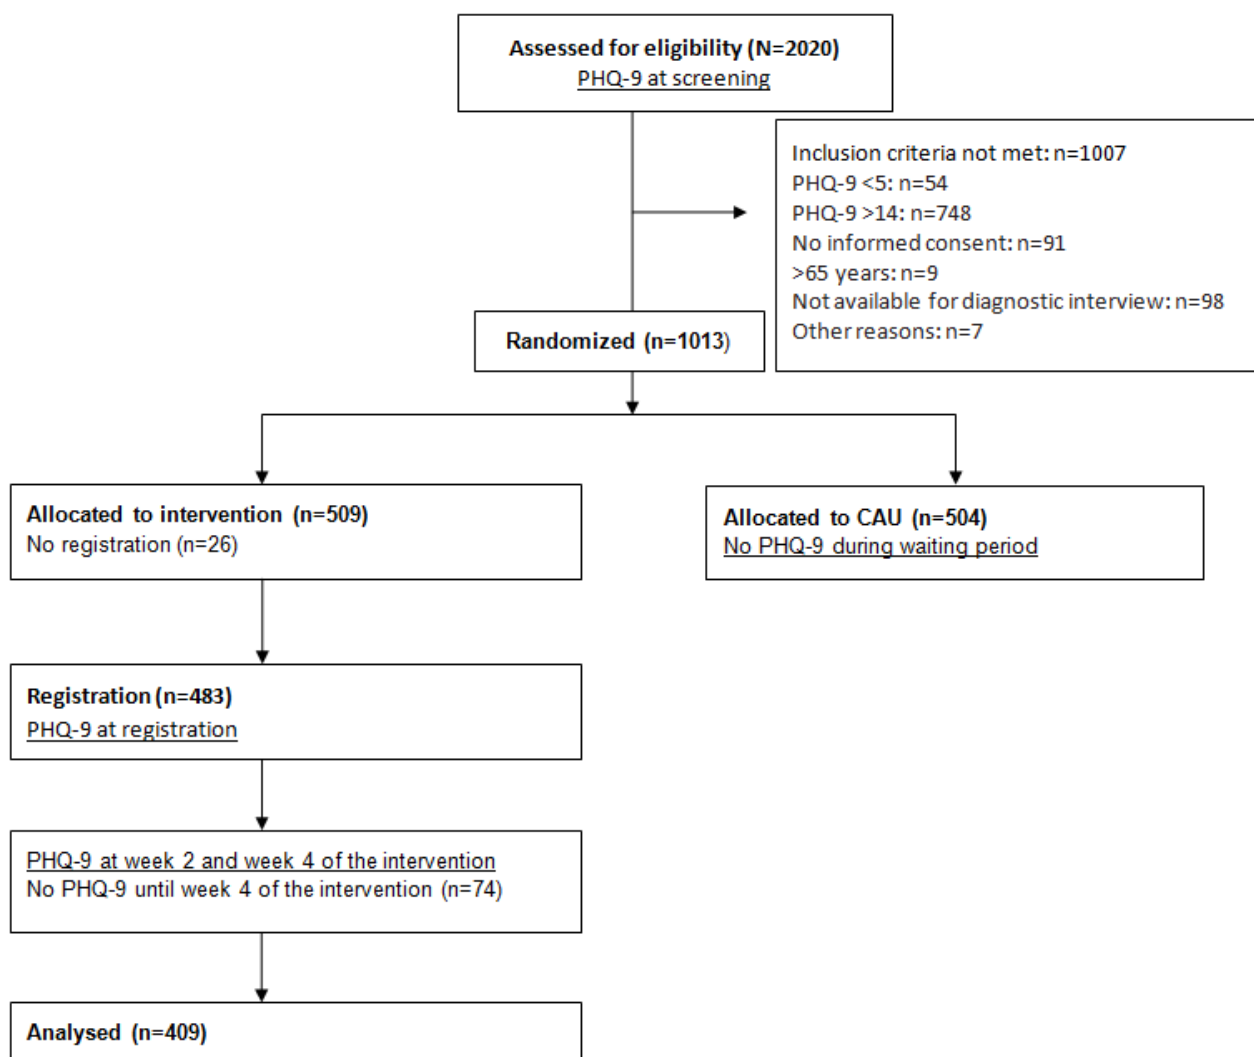 Assessed for eligibility (N=2020)
PHQ-9 at screening
Inclusion criteria not met: n=1007
PHQ-9 <5: n=54
PHQ-9 >14: n=748
No informed consent: n=91
>65 years: n=9
Not available for diagnostic interview: n=98
Other reasons: n=7
Randomized (n=1013)
Allocated to intervention (n=509)
No registration (n=26)
Allocated to CAU (n=504)
No PHQ-9 during waiting period
Registration (n=483)
PHQ-9 at registration
PHQ-9 at week 2 and week 4 of the intervention
No PHQ-9 until week 4 of the intervention (n=74)
Analysed (n=409)